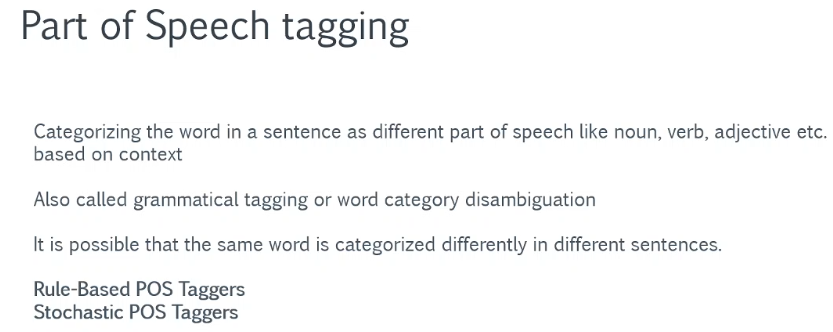 Part of Speech tagging
Categorizing the word in a sentence as different part of speech like noun, verb, adjective etc.
based on context
Also called grammatical tagging or word category disambiguation
It is possible that the same word is categorized differently in different sentences.
Rule-Based POS Taggers
Stochastic POS Taggers